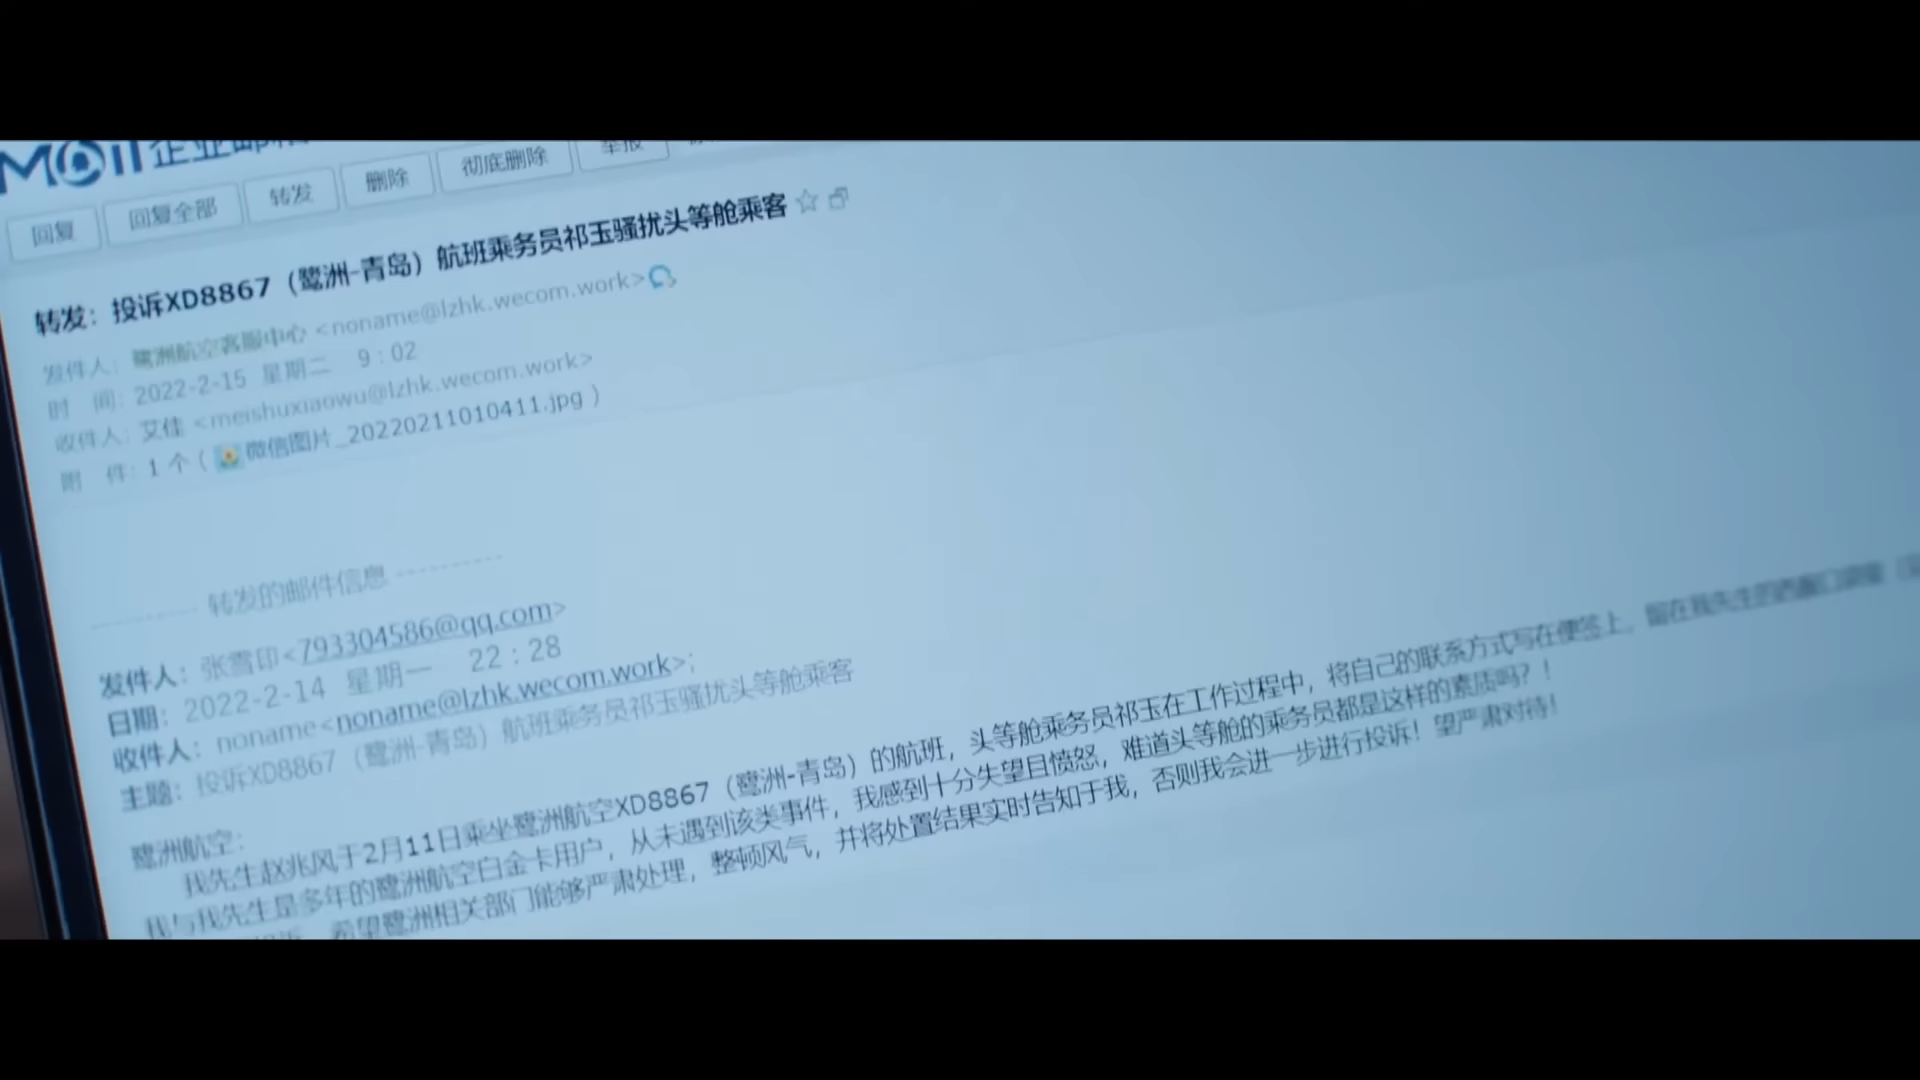 Mail企业邮箱
回复 回复全部 转发 删除 彻底删除 举报
转发：投诉XD8867（鹭洲-青岛）航班乘务员祁玉骚扰头等舱乘客
发件人：鹭洲航空客服中心 <noname@lzhk.wecom.work>
时 间：2022-2-15 星期二 9：02
收件人：艾佳 <meishuxiaowu@lzhk.wecom.work>
附 件：1 个 ( 微信图片_20220211010411.jpg )
---------- 转发的邮件信息 ----------
发件人：张雪印<793304586@qq.com>
日期：2022-2-14 星期一 22：28
收件人：noname<noname@lzhk.wecom.work>;
主题：投诉XD8867（鹭洲-青岛）航班乘务员祁玉骚扰头等舱乘客
鹭洲航空：
我先生赵兆风于2月11日乘坐鹭洲航空XD8867（鹭洲-青岛）的航班，头等舱乘务员祁玉在工作过程中，将自己的联系方式写在便签上，留在我先生的西服口袋里
我与我先生是多年的鹭洲航空白金卡用户，从未遇到该类事件，我感到十分失望且愤怒，难道头等舱的乘务员都是这样的素质吗？！
希望鹭洲相关部门能够严肃处理，整顿风气，并将处置结果实时告知于我，否则我会进一步进行投诉！望严肃对待！